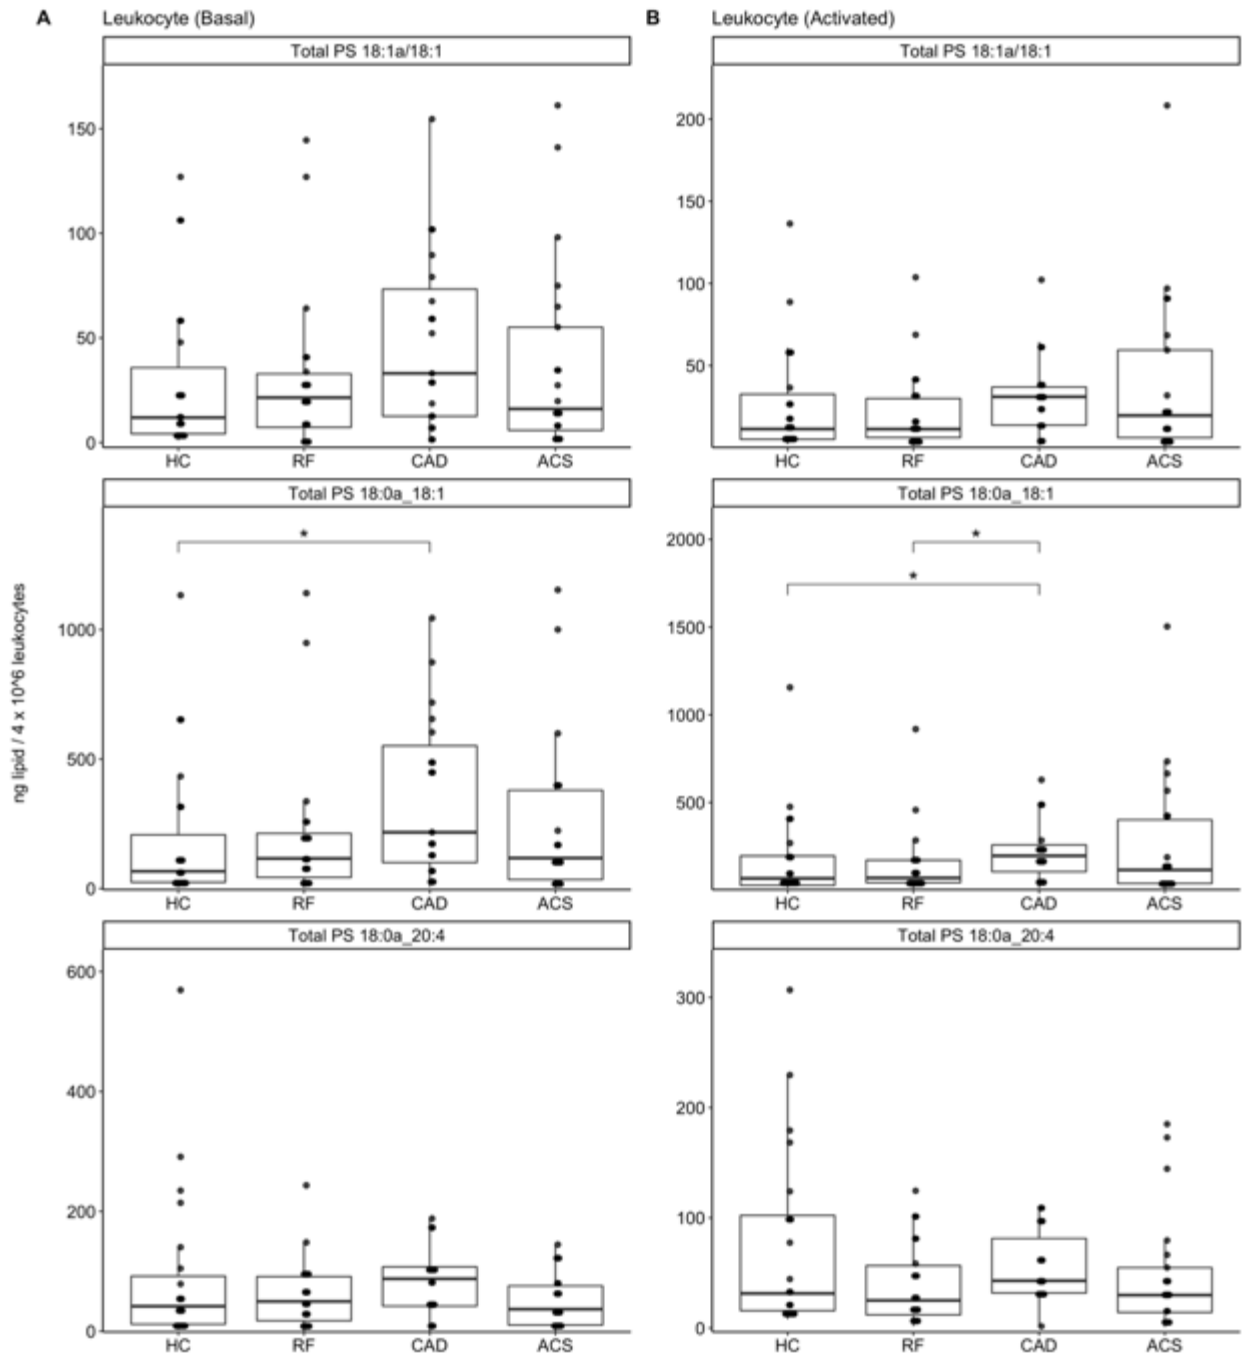 A Leukocyte (Basal)
Total PS 18:1a/18:1
150
100
50
0
HC RF CAD ACS
Total PS 18:0a_18:1
*
1000
500
0
HC RF CAD ACS
Total PS 18:0a_20:4
600
400
200
0
HC RF CAD ACS
ng lipid / 4 x 10^6 leukocytes
B Leukocyte (Activated)
Total PS 18:1a/18:1
200
150
100
50
HC RF CAD ACS
Total PS 18:0a_18:1
*
*
2000
1500
1000
500
HC RF CAD ACS
Total PS 18:0a_20:4
300
200
100
0
HC RF CAD ACS